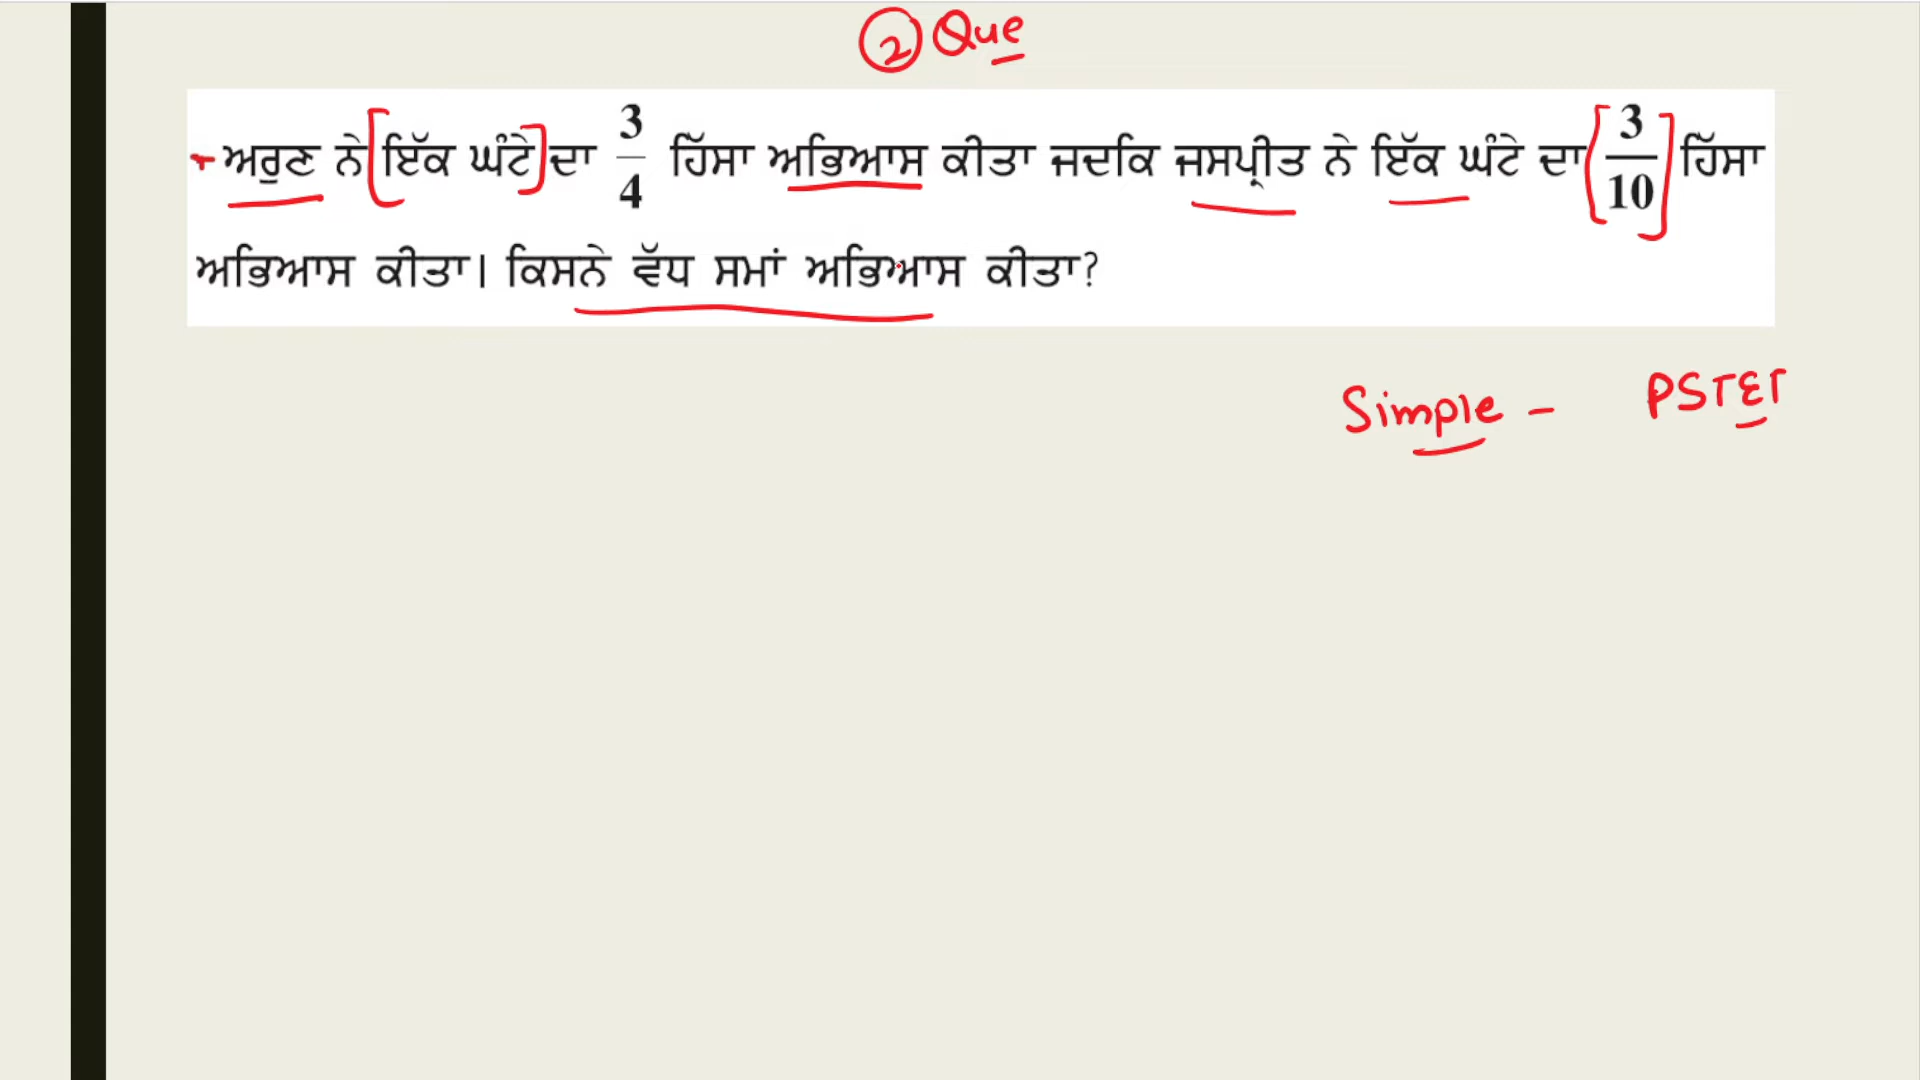 ② Que
ਅਰੁਣ ਨੇ [ਇੱਕ ਘੰਟੇ] ਦਾ 3/4 ਹਿੱਸਾ ਅਭਿਆਸ ਕੀਤਾ ਜਦਕਿ ਜਸਪ੍ਰੀਤ ਨੇ ਇੱਕ ਘੰਟੇ ਦਾ [3/10] ਹਿੱਸਾ
ਅਭਿਆਸ ਕੀਤਾ। ਕਿਸਨੇ ਵੱਧ ਸਮਾਂ ਅਭਿਆਸ ਕੀਤਾ?
Simple - PSTET